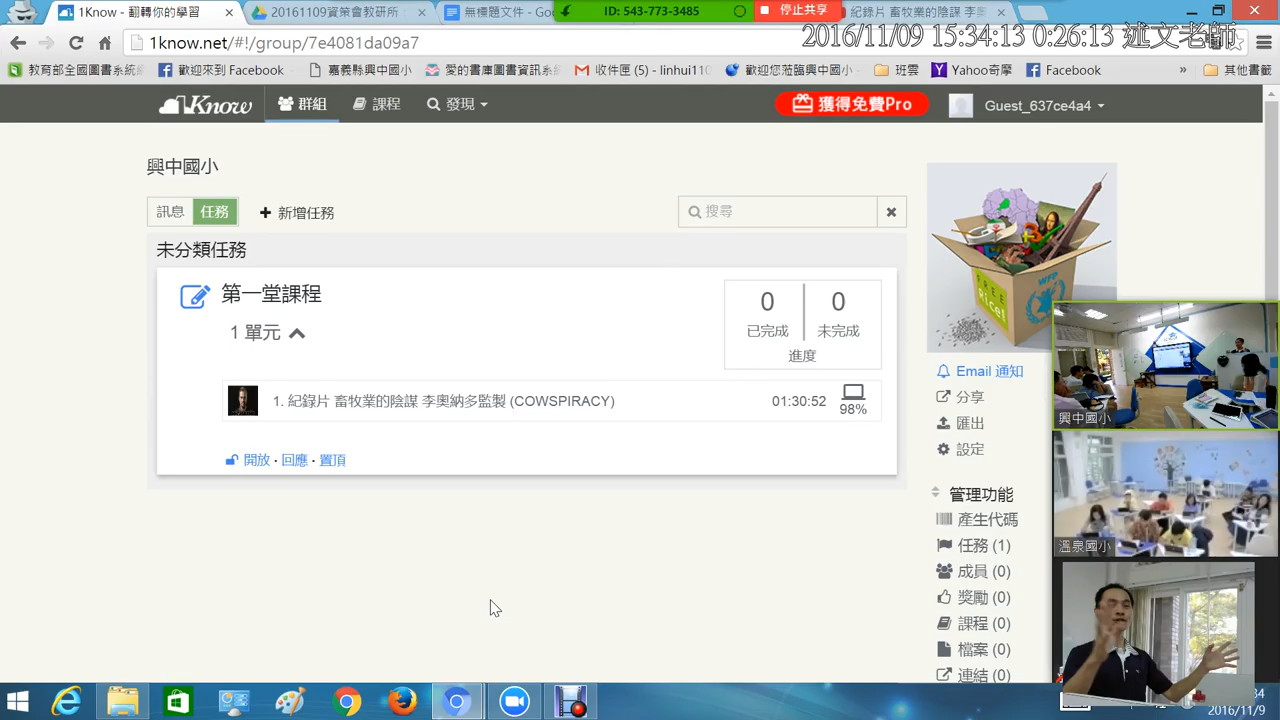 1Know - 翻轉你的學習
20161109資策會教研所
無標題文件 - Goo
ID: 543-773-3485
停止共享
紀錄片 畜牧業的陰謀 李奧
2016/11/09 15:34:13 0:26:13 述文老師
1know.net/#!/group/7e4081da09a7
教育部全國圖書系統
歡迎來到 Facebook
嘉義縣興中國小
愛的書庫圖書資訊系
收件匣 (5) - linhui110
歡迎您蒞臨興中國小
班雲
Yahoo奇摩
Facebook
»
其他書籤
1Know
群組
課程
發現
獲得免費Pro
Guest_637ce4a4
興中國小
訊息
任務
新增任務
搜尋
未分類任務
第一堂課程
1 單元
0
0
已完成
未完成
進度
1. 紀錄片 畜牧業的陰謀 李奧納多監製 (COWSPIRACY)
01:30:52
98%
開放 · 回應 · 置頂
FREE
rice
WFP
Email 通知
分享
匯出
設定
管理功能
產生代碼
任務 (1)
成員 (0)
獎勵 (0)
課程 (0)
檔案 (0)
連結 (0)
興中國小
溫泉國小
2016/11/9